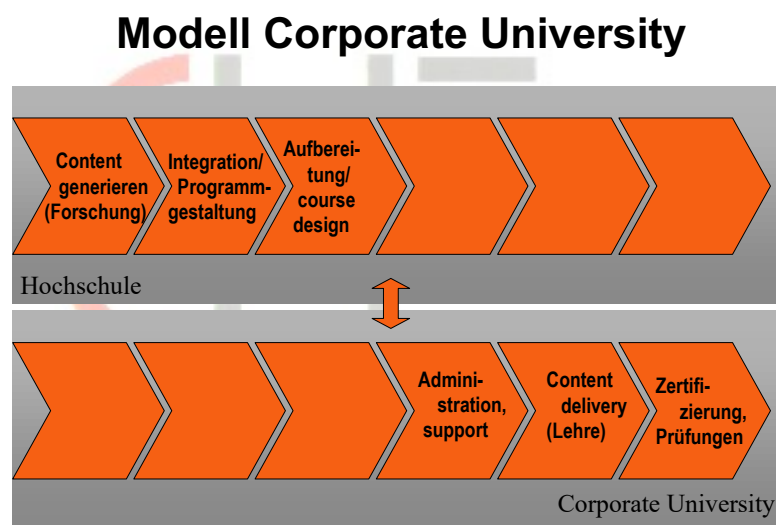 Modell Corporate University
Content
generieren
(Forschung)
Integration/
Programm-
gestaltung
Aufberei-
tung/
course
design
Hochschule
Admini-
stration,
support
Content
delivery
(Lehre)
Zertifi-
zierung,
Prüfungen
Corporate University